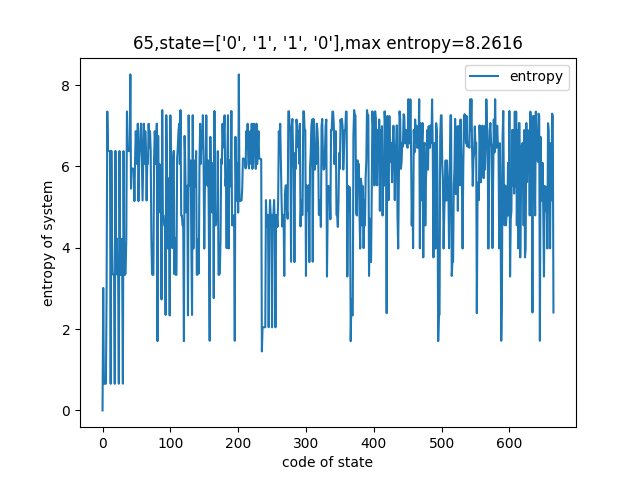 65,state=['0', '1', '1', '0'],max entropy=8.2616
entropy
8
6
4
2
0
entropy of system
0 100 200 300 400 500 600
code of state